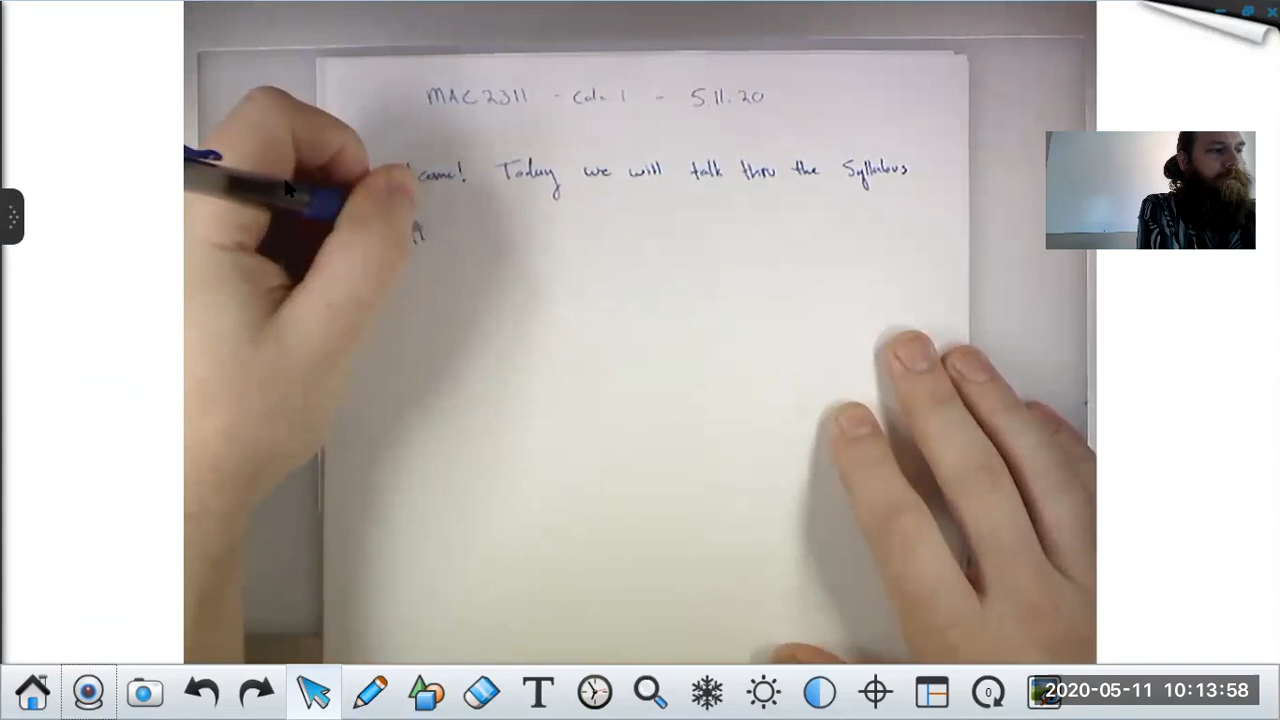 MAC2311 - Calc 1 - 5.11.20
come! Today we will talk thru the Syllabus
T
0
2020-05-11 10:13:58